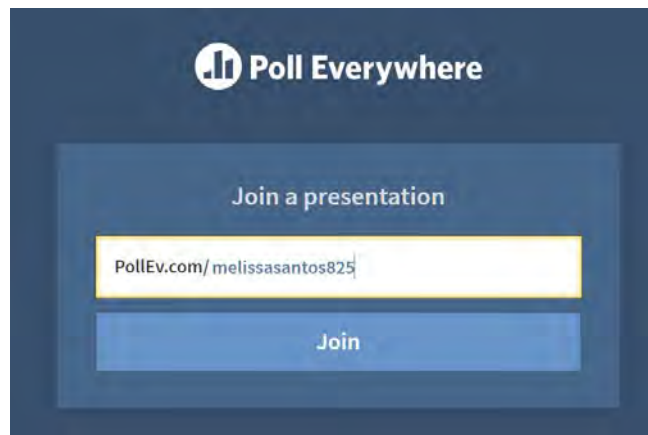 Poll Everywhere
Join a presentation
PollEv.com/melissasantos825
Join